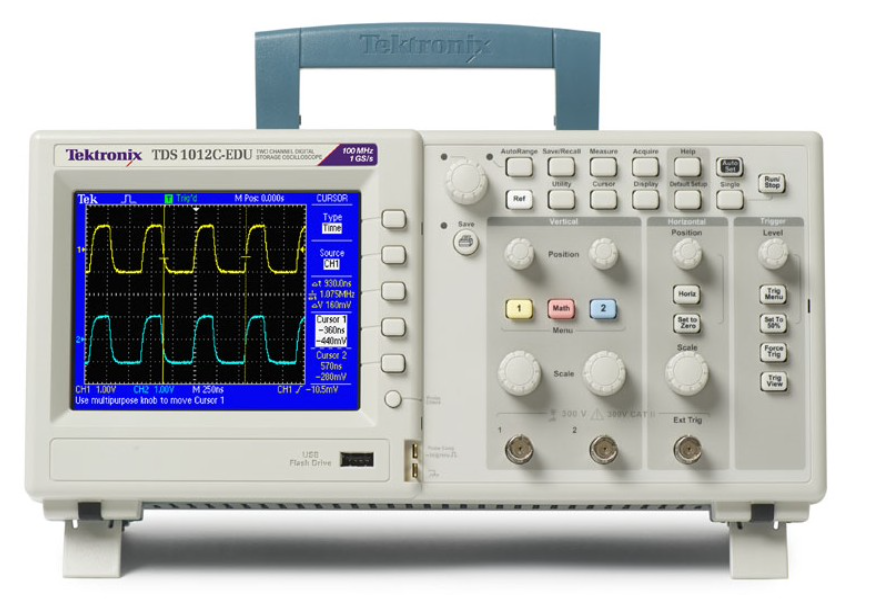 Tektronix
Tektronix TDS 1012C-EDU TWO CHANNEL DIGITAL STORAGE OSCILLOSCOPE 100 MHz 1 GS/s
Tek T Trig'd M Pos: 0.000s CURSOR
Type
Time
Source
CH1
Δt 930.0ns
1.075MHz
ΔV 160mV
Cursor 1
-360ns
-440mV
Cursor 2
570ns
-280mV
1
2
CH1 1.00V CH2 1.00V M 250ns CH1 -10.5mV
Use multipurpose knob to move Cursor 1
USB
Flash Drive
AutoRange Save/Recall Measure Acquire Help Auto Set
Ref Utility Cursor Display Default Setup Single Run/Stop
Save
Vertical Horizontal Trigger
Position Position Level
1 Math 2
Menu
Horiz
Set to Zero
Trig Menu
Set To 50%
Force Trig
Trig View
Scale Scale
300 V CAT II
1 2 Ext Trig